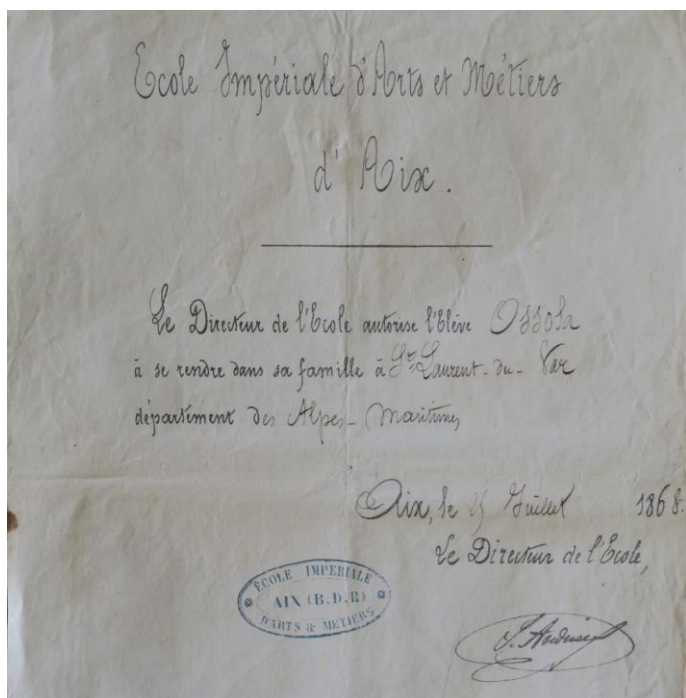 Ecole Impériale d'Arts et Métiers
d'Aix.
Le Directeur de l'Ecole autorise l'Elève Ossola
à se rendre dans sa famille à St Laurent-du-Var
département des Alpes-Maritimes
Aix, le Juillet 1868.
Le Directeur de l'Ecole,
ÉCOLE IMPERIALE
AIX (B.D.R)
D'ARTS & METIERS